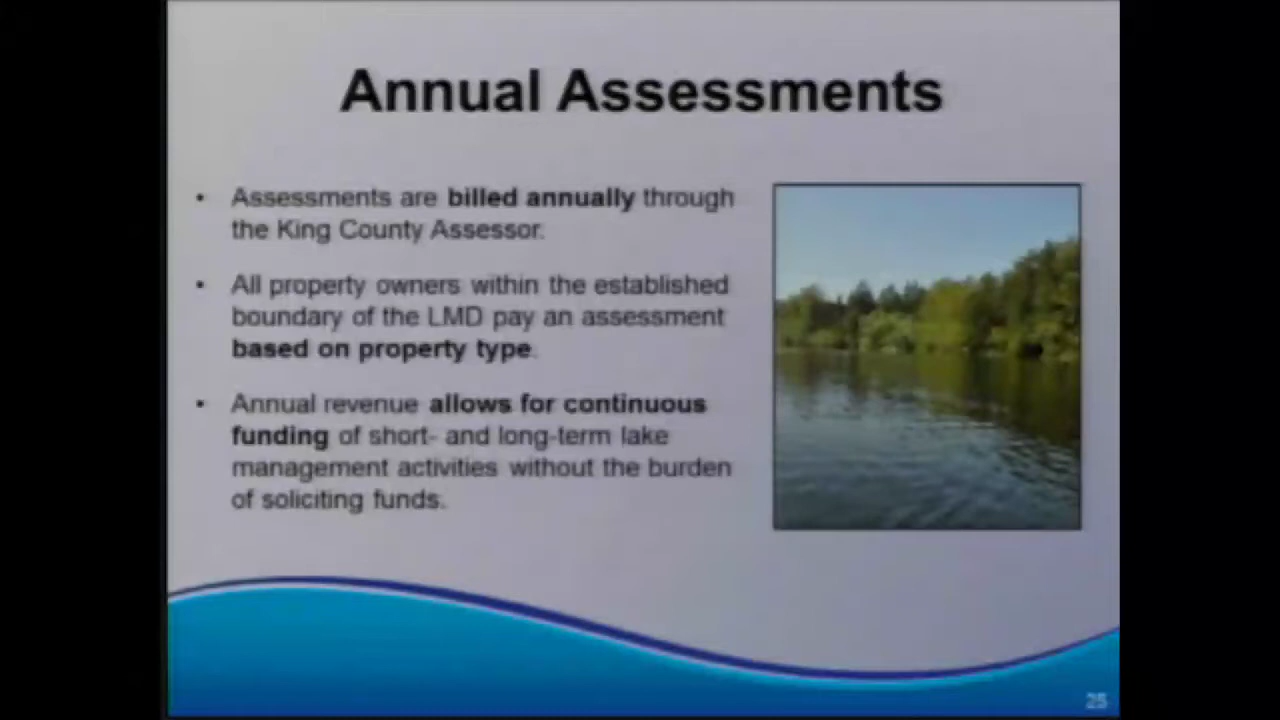 Annual Assessments
• Assessments are billed annually through
the King County Assessor.
• All property owners within the established
boundary of the LMD pay an assessment
based on property type.
• Annual revenue allows for continuous
funding of short- and long-term lake
management activities without the burden
of soliciting funds.
25